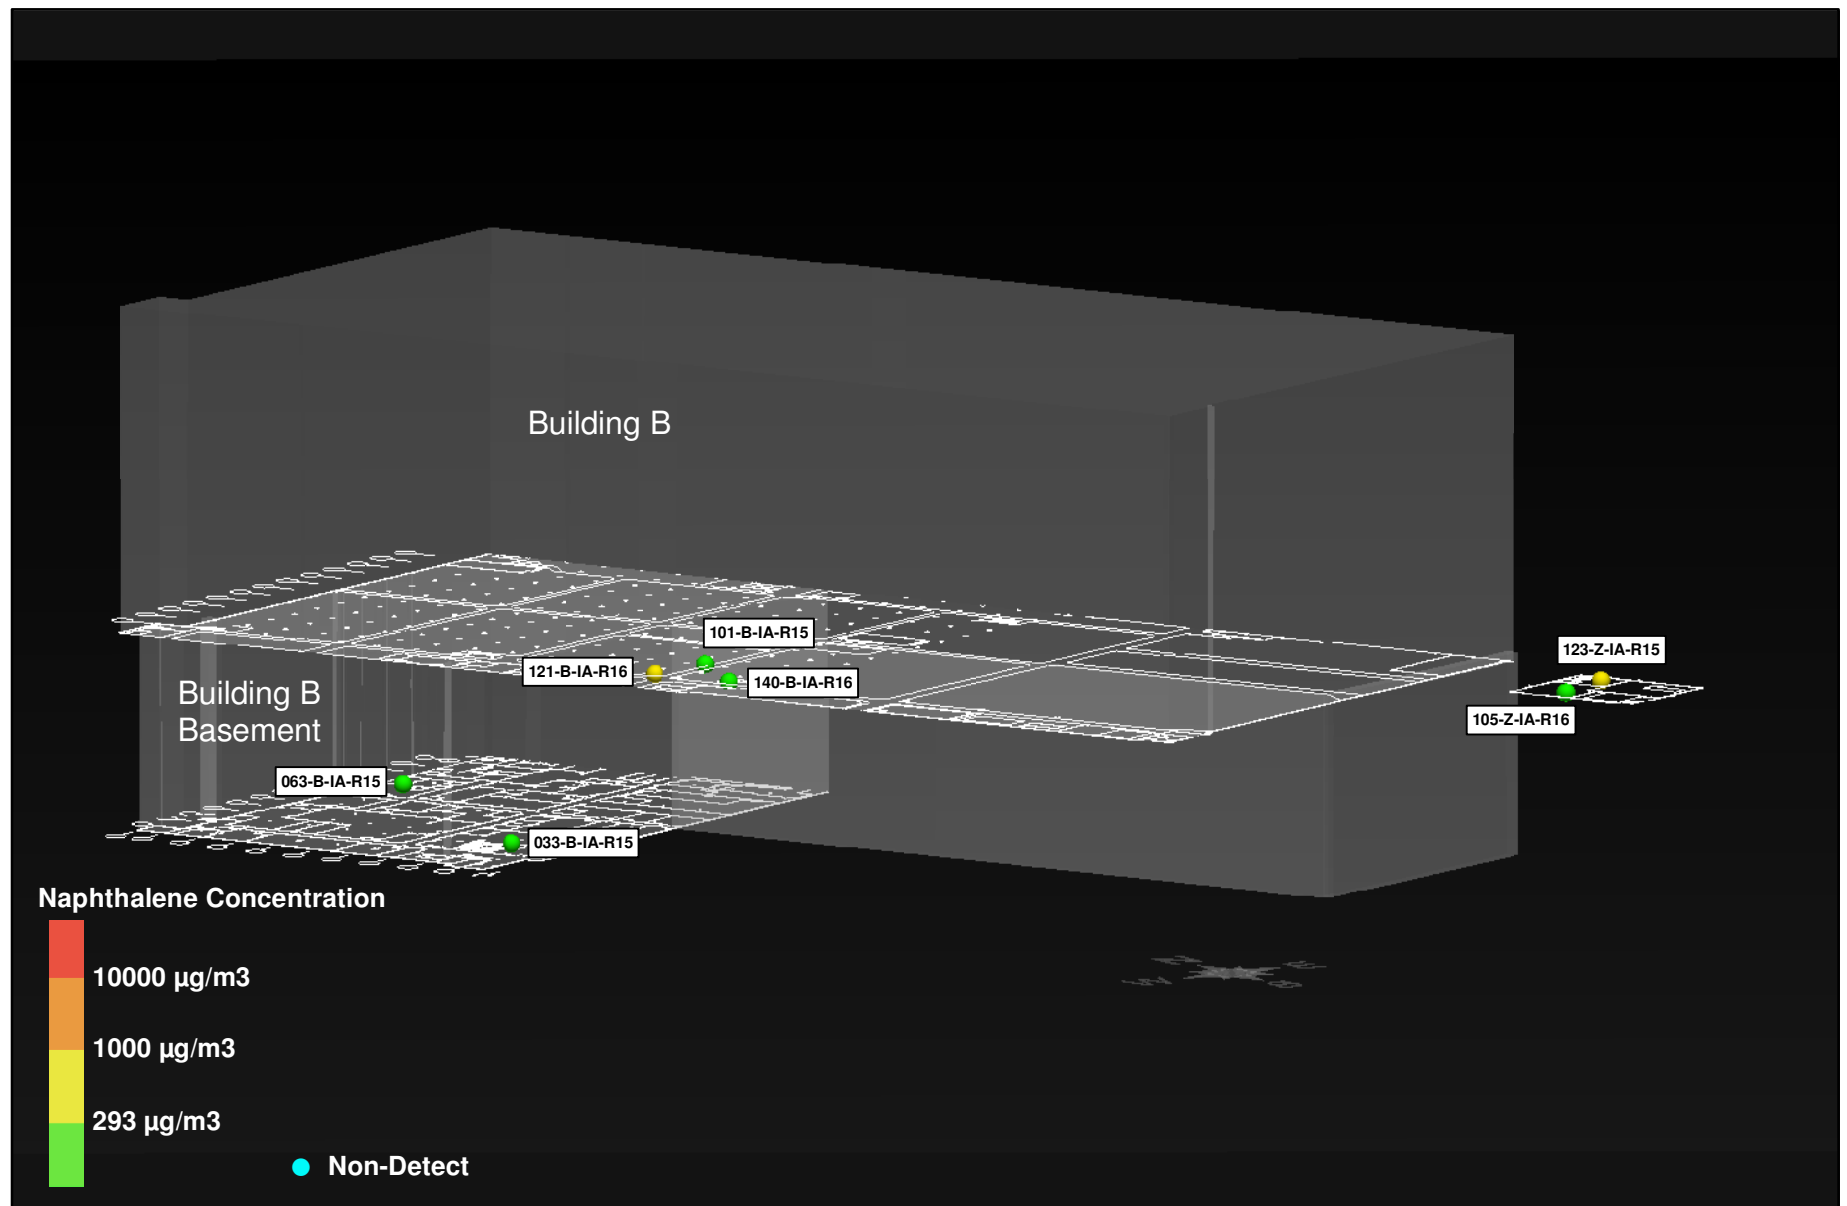 Building B
101-B-IA-R15
121-B-IA-R16
140-B-IA-R16
123-Z-IA-R15
105-Z-IA-R16
Building B
Basement
063-B-IA-R15
033-B-IA-R15
Naphthalene Concentration
10000 µg/m3
1000 µg/m3
293 µg/m3
Non-Detect